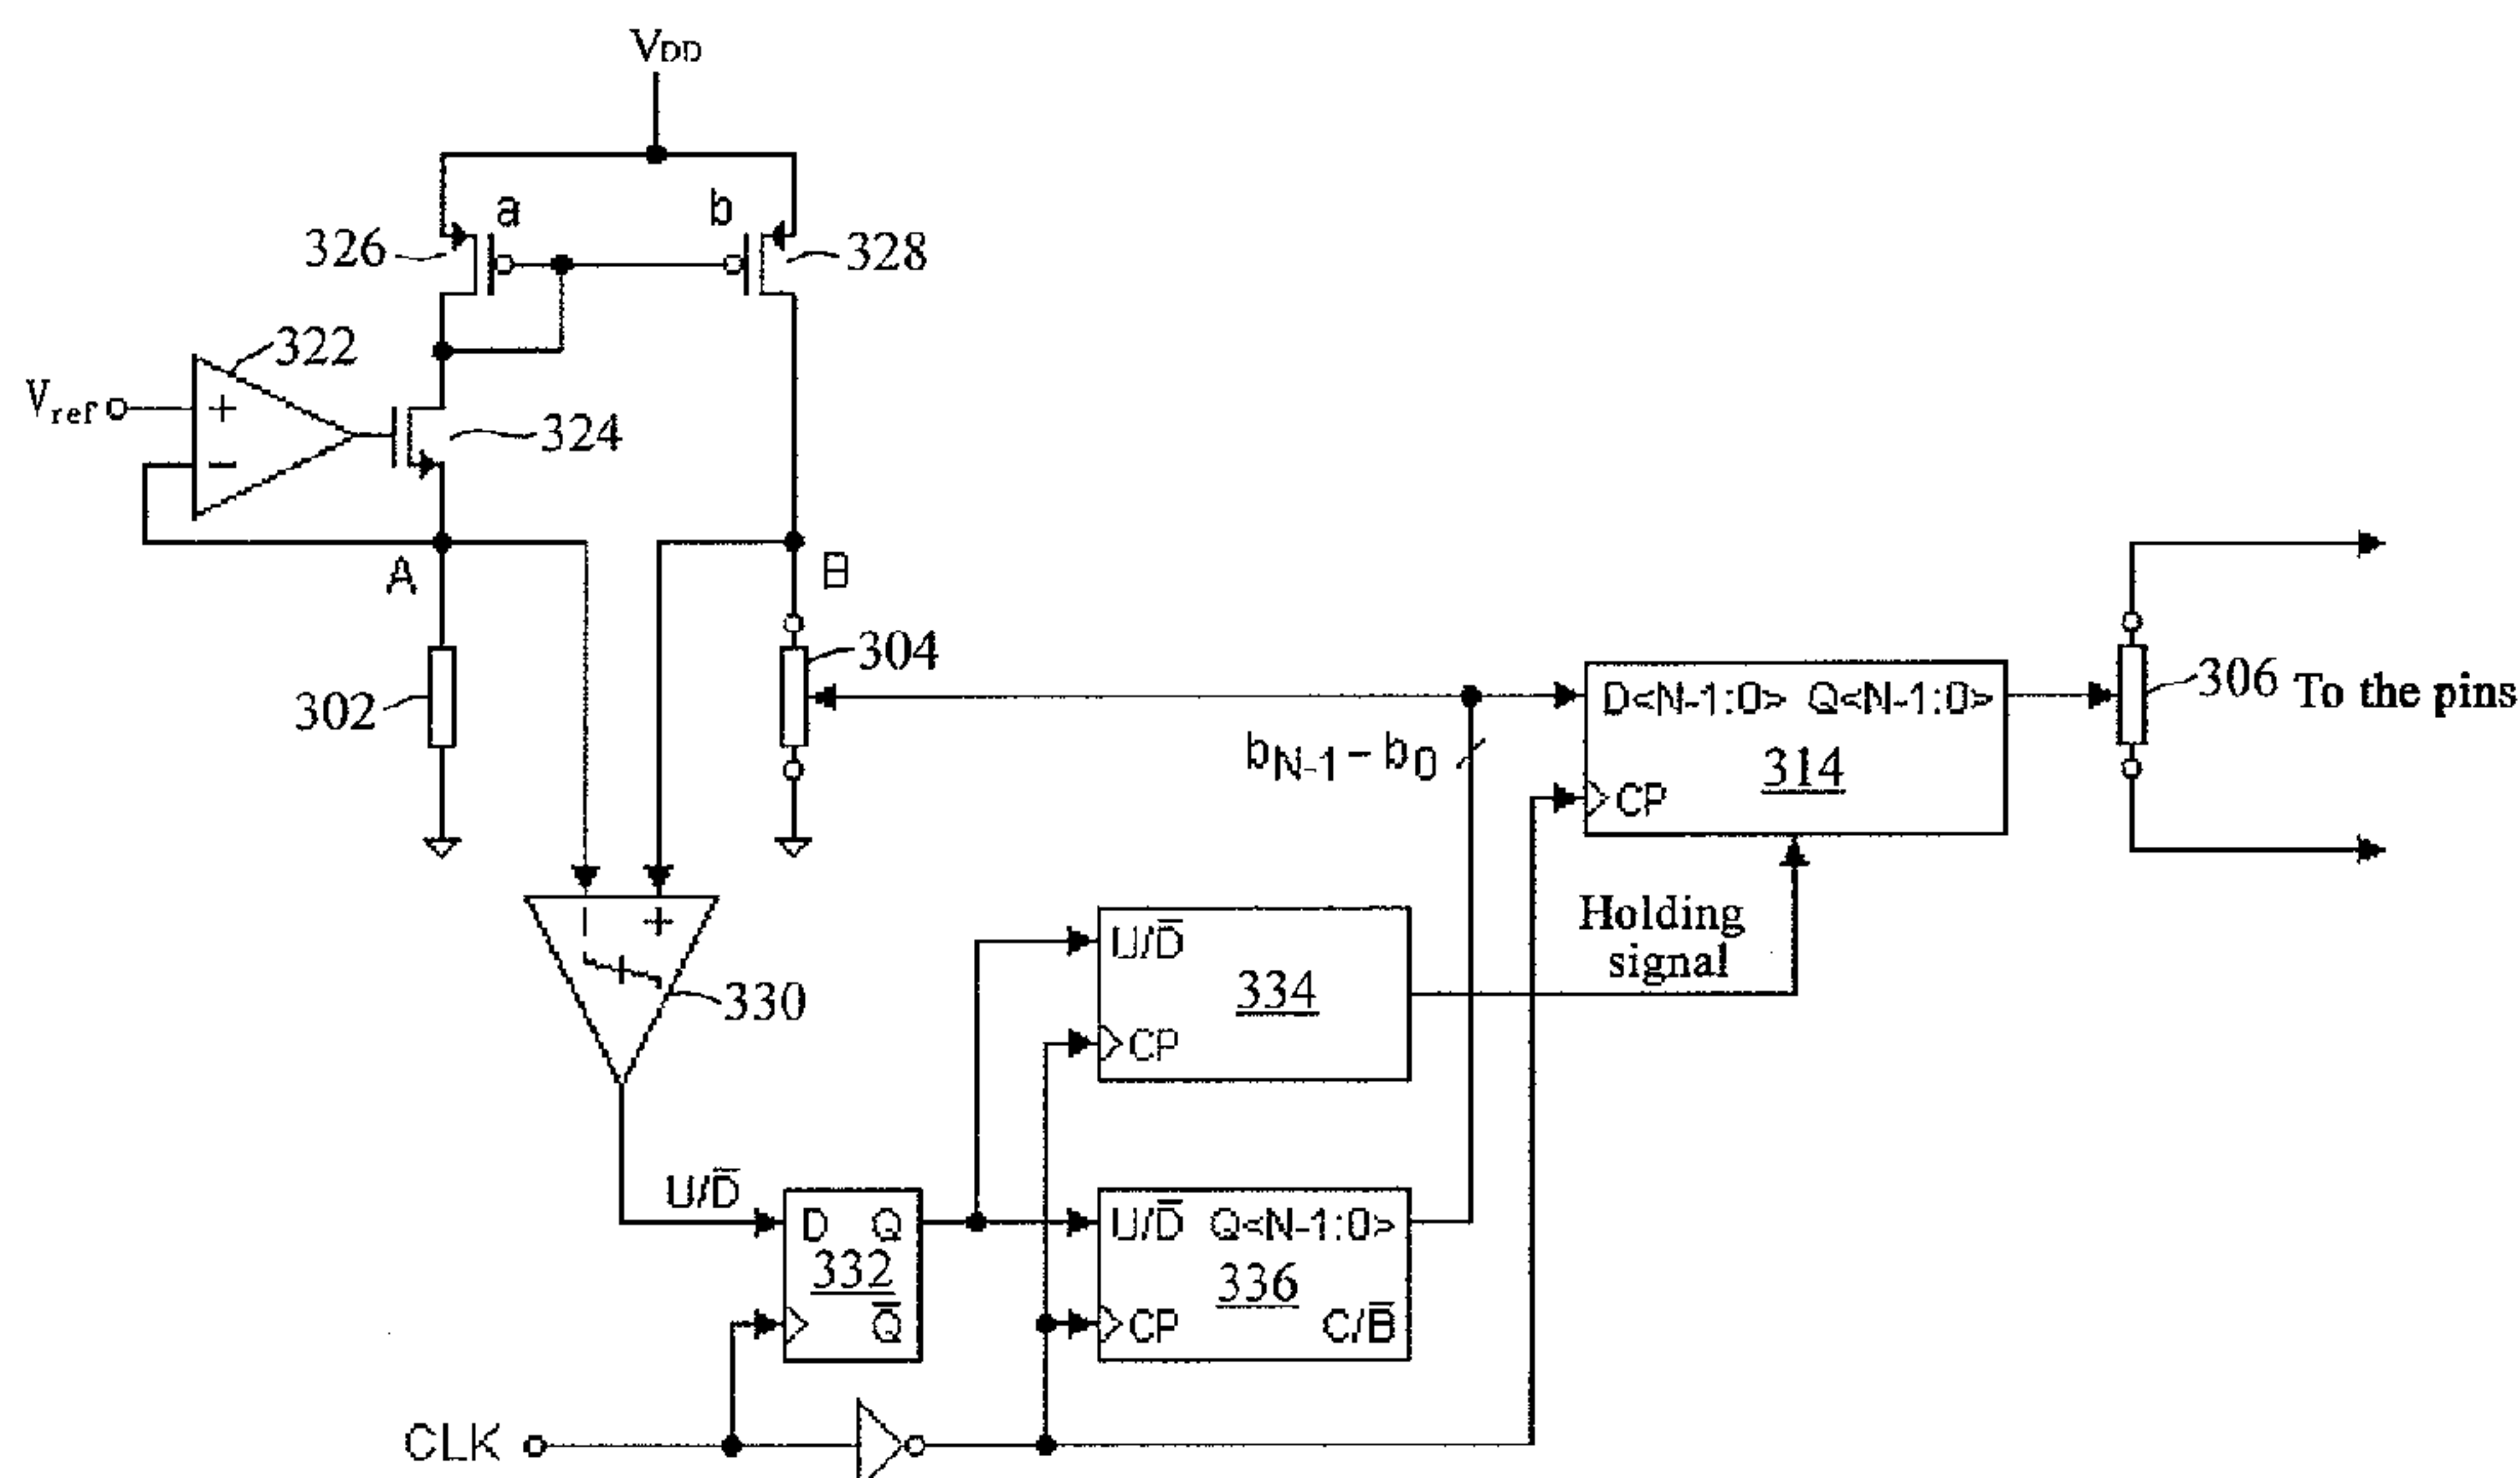 VDD
a
b
326
328
322
Vref
+
324
−
A
B
304
302
D<N-1:0> Q<N-1:0>
306 To the pins
bN-1 – b0
314
CP
Holding
signal
− +
330
U/D̅
334
CP
U/D̅
D Q
332
Q̅
U/D̅ Q<N-1:0>
336
CP C/B̅
CLK